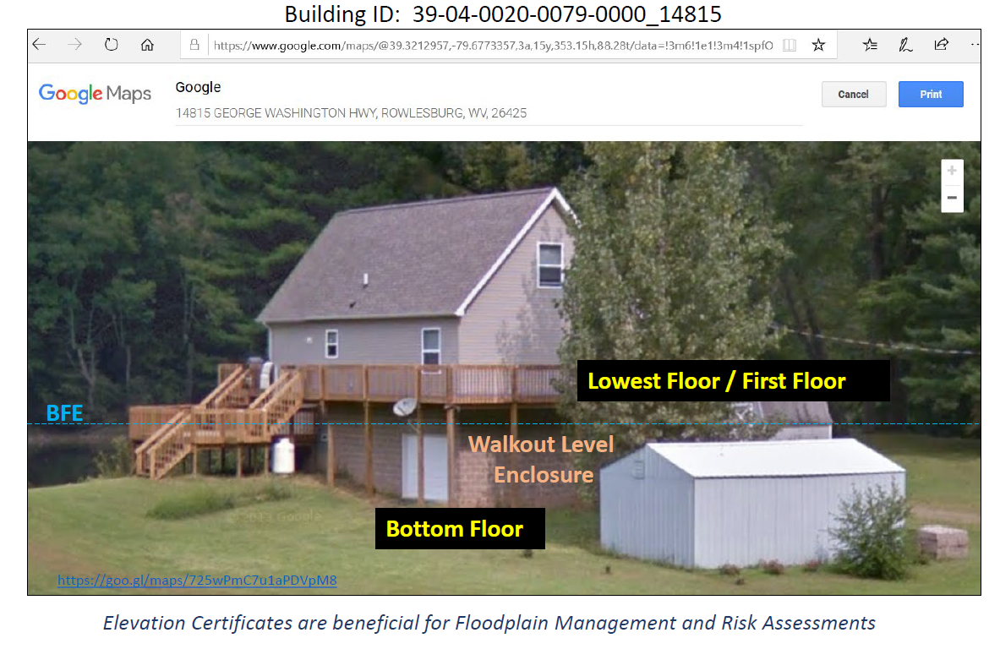 Building ID:  39-04-0020-0079-0000_14815
https://www.google.com/maps/@39.3212957,-79.6773357,3a,15y,353.15h,88.28t/data=!3m6!1e1!3m4!1spfO
Google Maps
Google
14815 GEORGE WASHINGTON HWY, ROWLESBURG, WV, 26425
Cancel
Print
Lowest Floor / First Floor
BFE
Walkout Level
Enclosure
Bottom Floor
https://goo.gl/maps/725wPmC7u1aPDVpM8
Elevation Certificates are beneficial for Floodplain Management and Risk Assessments